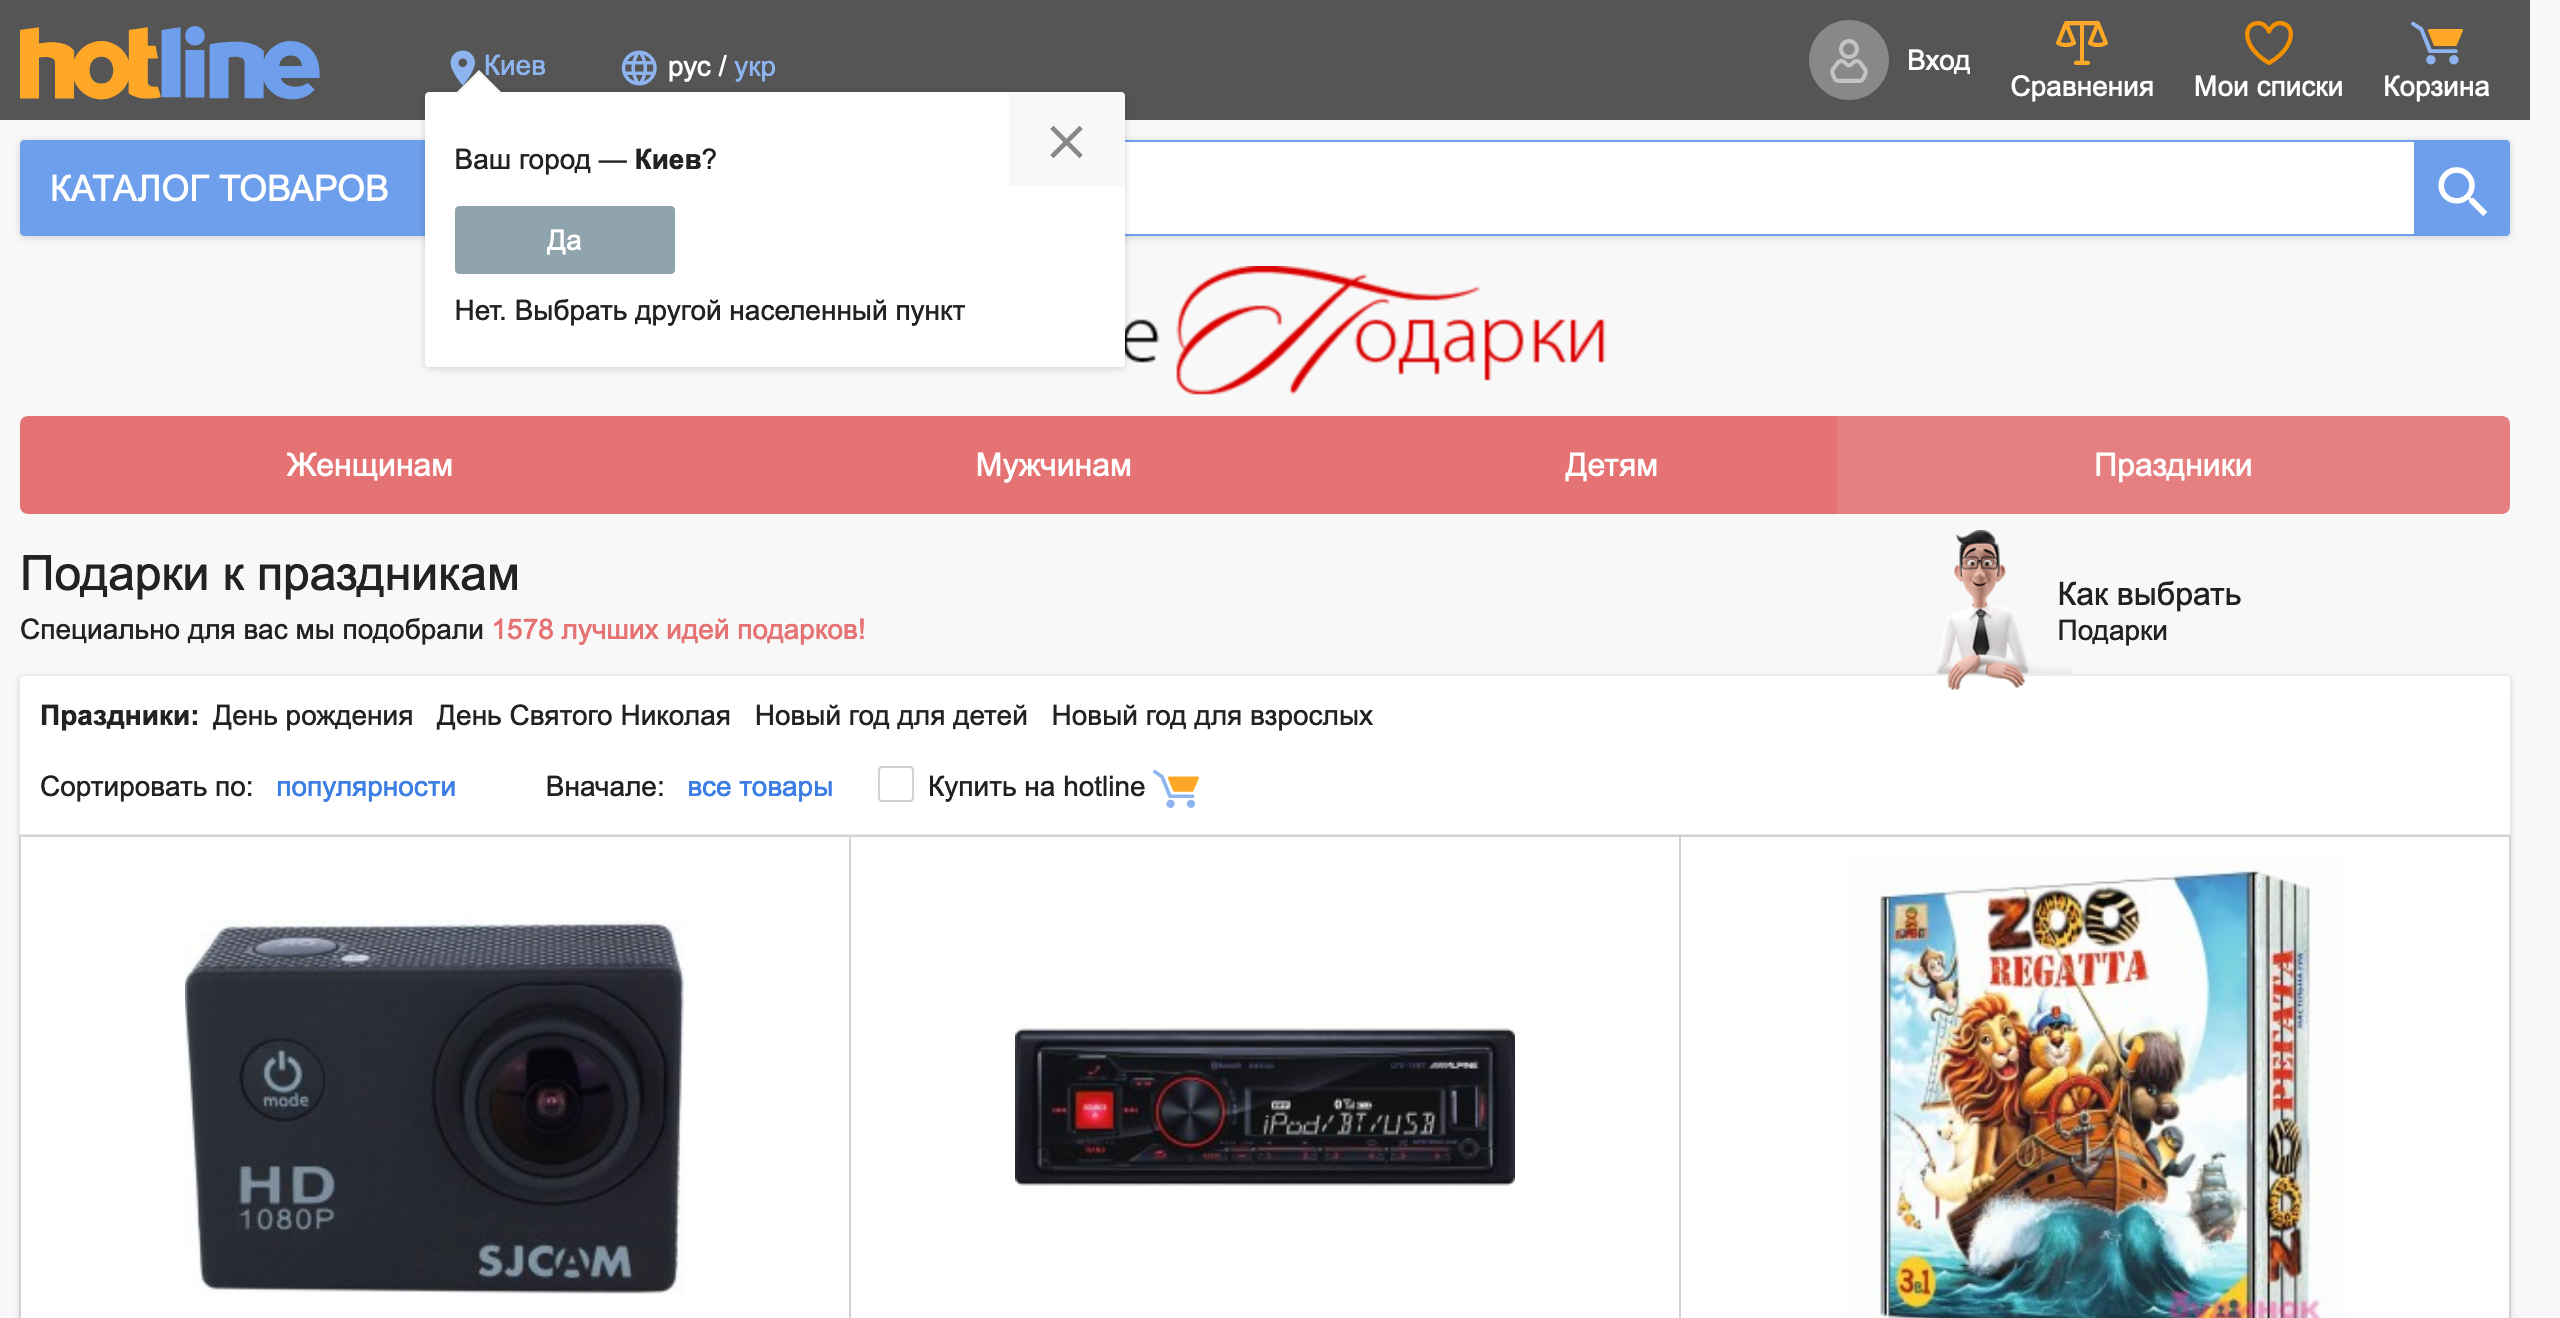 hotline
Киев
рус / укр
Вход
Сравнения
Мои списки
Корзина
Ваш город — Киев?
Да
Нет. Выбрать другой населенный пункт
КАТАЛОГ ТОВАРОВ
е Подарки
Женщинам
Мужчинам
Детям
Праздники
Подарки к праздникам
Специально для вас мы подобрали 1578 лучших идей подарков!
Как выбрать
Подарки
Праздники: День рождения День Святого Николая Новый год для детей Новый год для взрослых
Сортировать по: популярности Вначале: все товары Купить на hotline
OK
mode
HD
1080P
SJCAM
ALPINE
SOURCE
iPod/BT/USB
ZOO
REGATTA
ZOO РЕГАТА
3в1